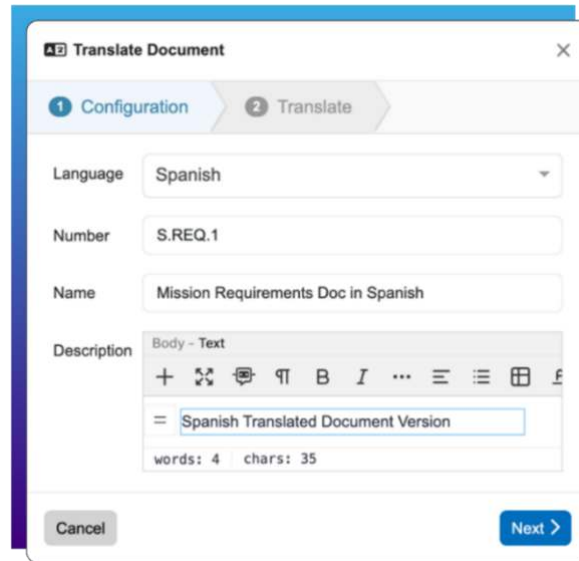 Translate Document
1 Configuration 2 Translate
Language Spanish
Number S.REQ.1
Name Mission Requirements Doc in Spanish
Description Body - Text
B I
Spanish Translated Document Version
words: 4 chars: 35
Cancel Next